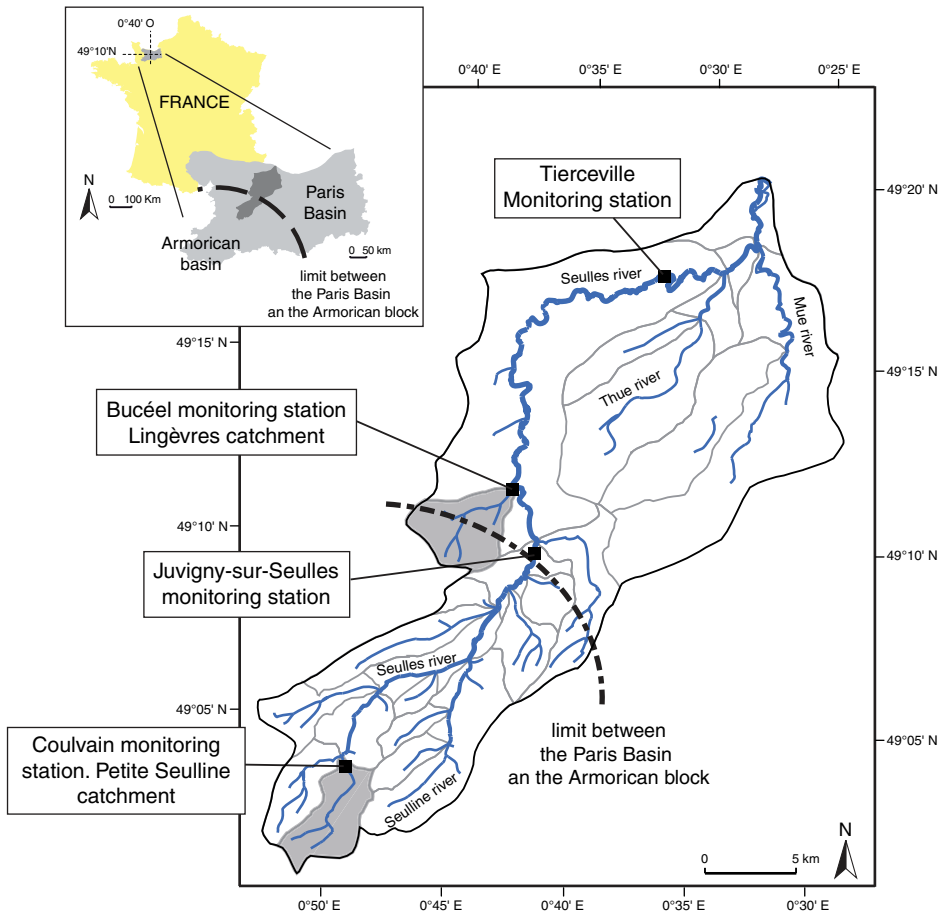 0°40' O
49°10'N
FRANCE
N
0 100 Km
Paris
Basin
Armorican
basin
0 50 km
limit between
the Paris Basin
an the Armorican block
0°40' E
0°35' E
0°30' E
0°25' E
Tierceville
Monitoring station
49°20' N
Seulles river
Mue river
49°15' N
49°15' N
Thue river
Bucéel monitoring station
Lingèvres catchment
49°10' N
49°10' N
Juvigny-sur-Seulles
monitoring station
Seulles river
49°05' N
49°05' N
limit between
the Paris Basin
an the Armorican block
Coulvain monitoring
station. Petite Seulline
catchment
Seulline river
N
0 5 km
0°50' E
0°45' E
0°40' E
0°35' E
0°30' E